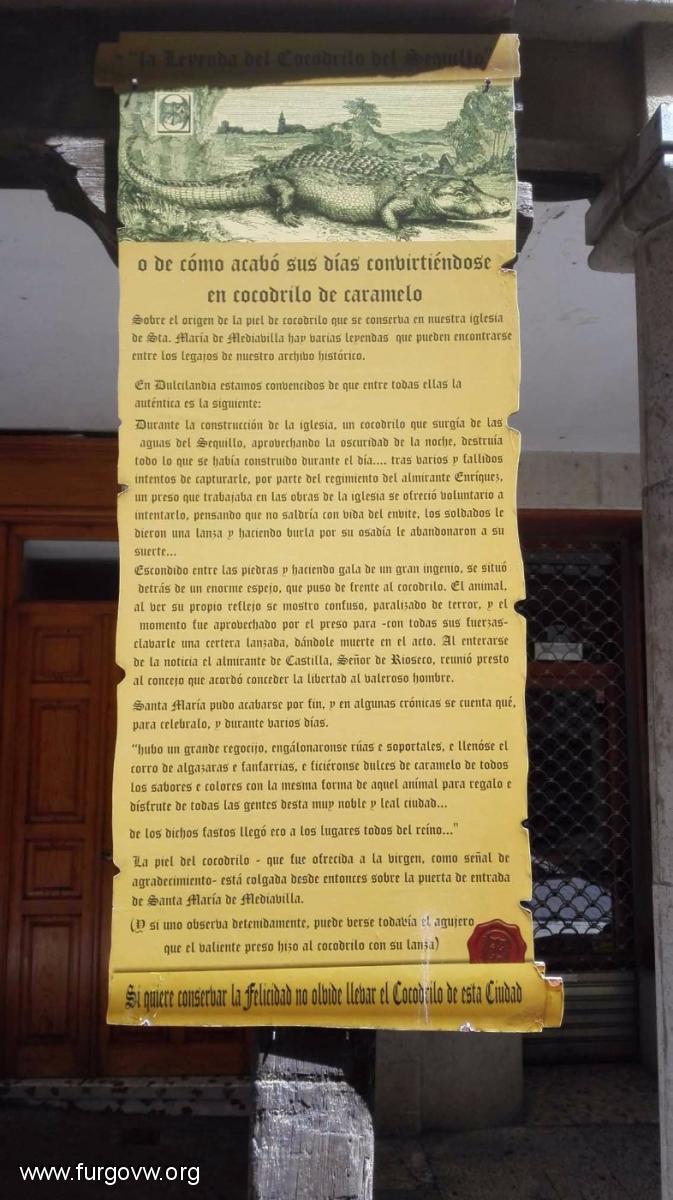 "la Leyenda del Cocodrilo del Sequillo"
o de cómo acabó sus días convirtiéndose
en cocodrilo de caramelo
Sobre el origen de la piel de cocodrilo que se conserva en nuestra iglesia
de Sta. María de Mediavilla hay varias leyendas que pueden encontrarse
entre los legajos de nuestro archivo histórico.
En Dulcilandia estamos convencidos de que entre todas ellas la
auténtica es la siguiente:
Durante la construcción de la iglesia, un cocodrilo que surgía de las
aguas del Sequillo, aprovechando la oscuridad de la noche, destruía
todo lo que se había construido durante el día.... tras varios y fallidos
intentos de capturarle, por parte del regimiento del almirante Enríquez,
un preso que trabajaba en las obras de la iglesia se ofreció voluntario a
intentarlo, pensando que no saldría con vida del envite, los soldados le
dieron una lanza y haciendo burla por su osadía le abandonaron a su
suerte...
Escondido entre las piedras y haciendo gala de un gran ingenio, se situó
detrás de un enorme espejo, que puso de frente al cocodrilo. El animal,
al ver su propio reflejo se mostro confuso, paralizado de terror, y el
momento fue aprovechado por el preso para -con todas sus fuerzas-
clavarle una certera lanzada, dándole muerte en el acto. Al enterarse
de la noticia el almirante de Castilla, Señor de Rioseco, reunió presto
al concejo que acordó conceder la libertad al valeroso hombre.
Santa María pudo acabarse por fin, y en algunas crónicas se cuenta qué,
para celebralo, y durante varios días.
"hubo un grande regocijo, engálonaronse rúas e soportales, e llenóse el
corro de algazaras e fanfarrias, e ficiéronse dulces de caramelo de todos
los sabores e colores con la mesma forma de aquel animal para regalo e
disfrute de todas las gentes desta muy noble y leal ciudad...
de los dichos fastos llegó eco a los lugares todos del reíno..."
La piel del cocodrilo - que fue ofrecida a la virgen, como señal de
agradecimiento- está colgada desde entonces sobre la puerta de entrada
de Santa María de Mediavilla.
(Y si uno observa detenidamente, puede verse todavía el agujero
que el valiente preso hizo al cocodrilo con su lanza)
Si quiere conservar la Felicidad no olvide llevar el Cocodrilo de esta Ciudad
www.furgovw.org